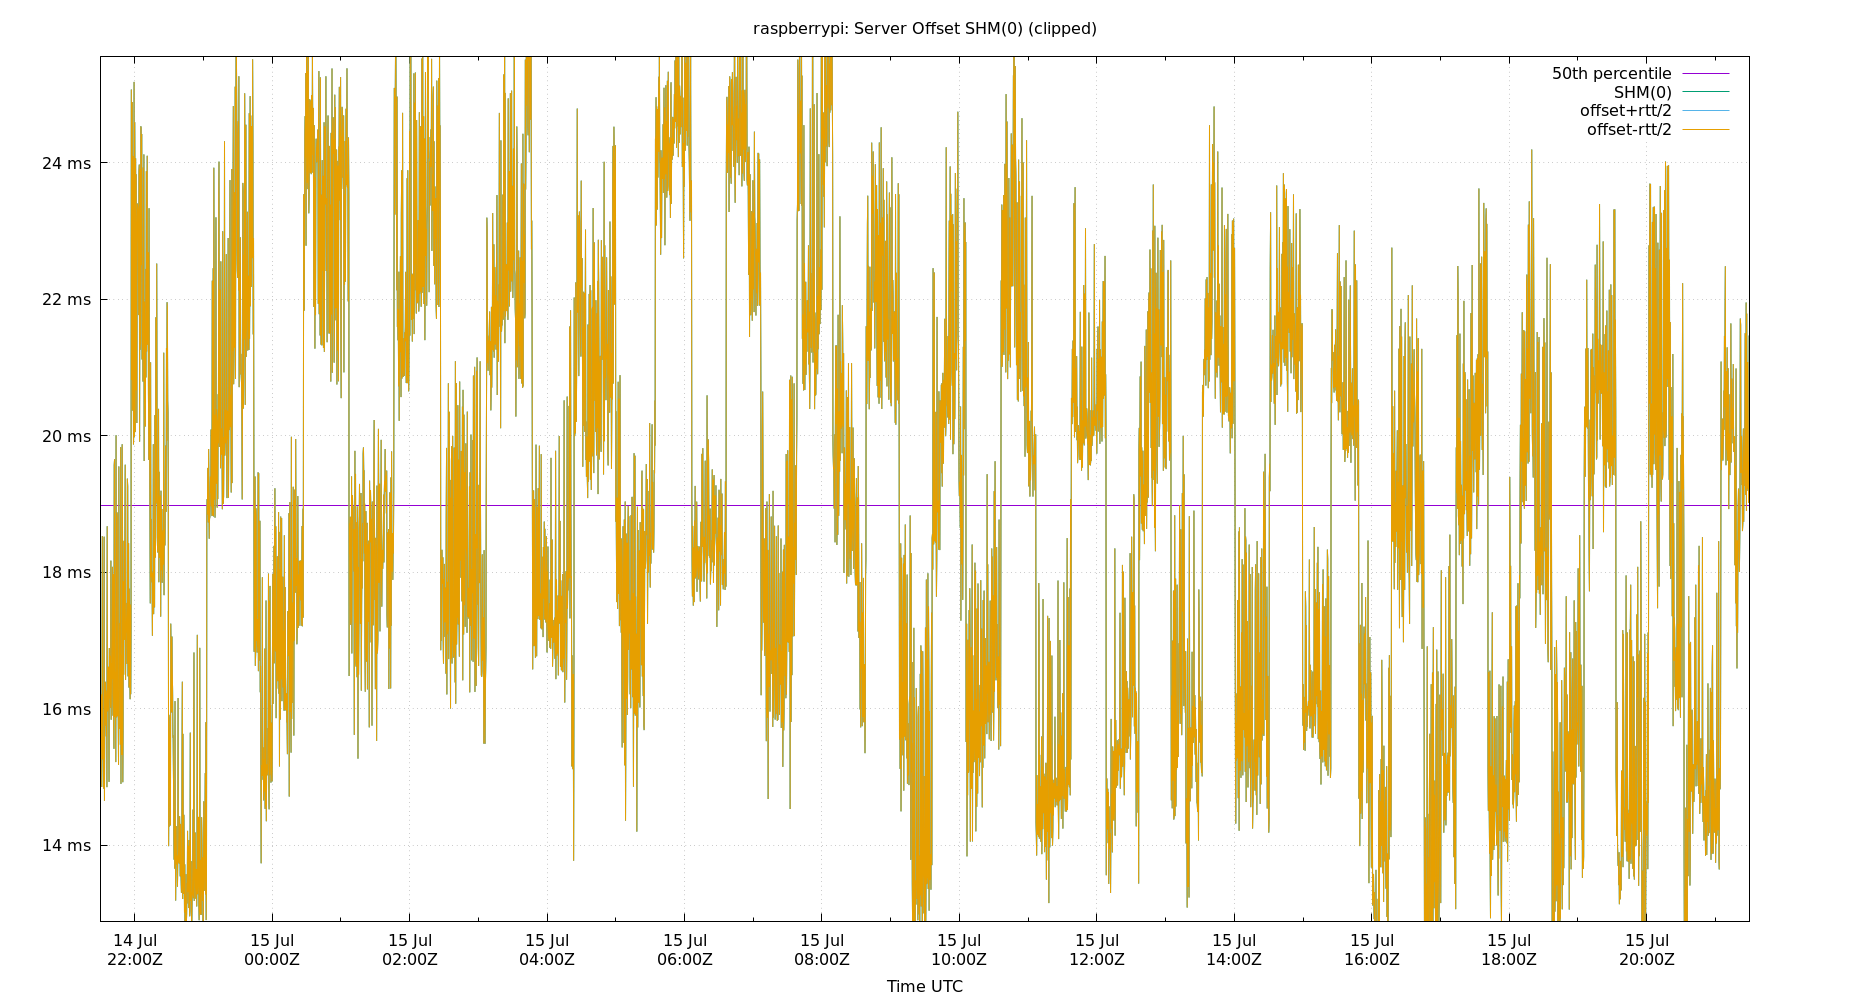 raspberrypi: Server Offset SHM(0) (clipped)
50th percentile
SHM(0)
offset+rtt/2
offset-rtt/2
24 ms
22 ms
20 ms
18 ms
16 ms
14 ms
14 Jul 15 Jul 15 Jul 15 Jul 15 Jul 15 Jul 15 Jul 15 Jul 15 Jul 15 Jul 15 Jul 15 Jul
22:00Z 00:00Z 02:00Z 04:00Z 06:00Z 08:00Z 10:00Z 12:00Z 14:00Z 16:00Z 18:00Z 20:00Z
Time UTC